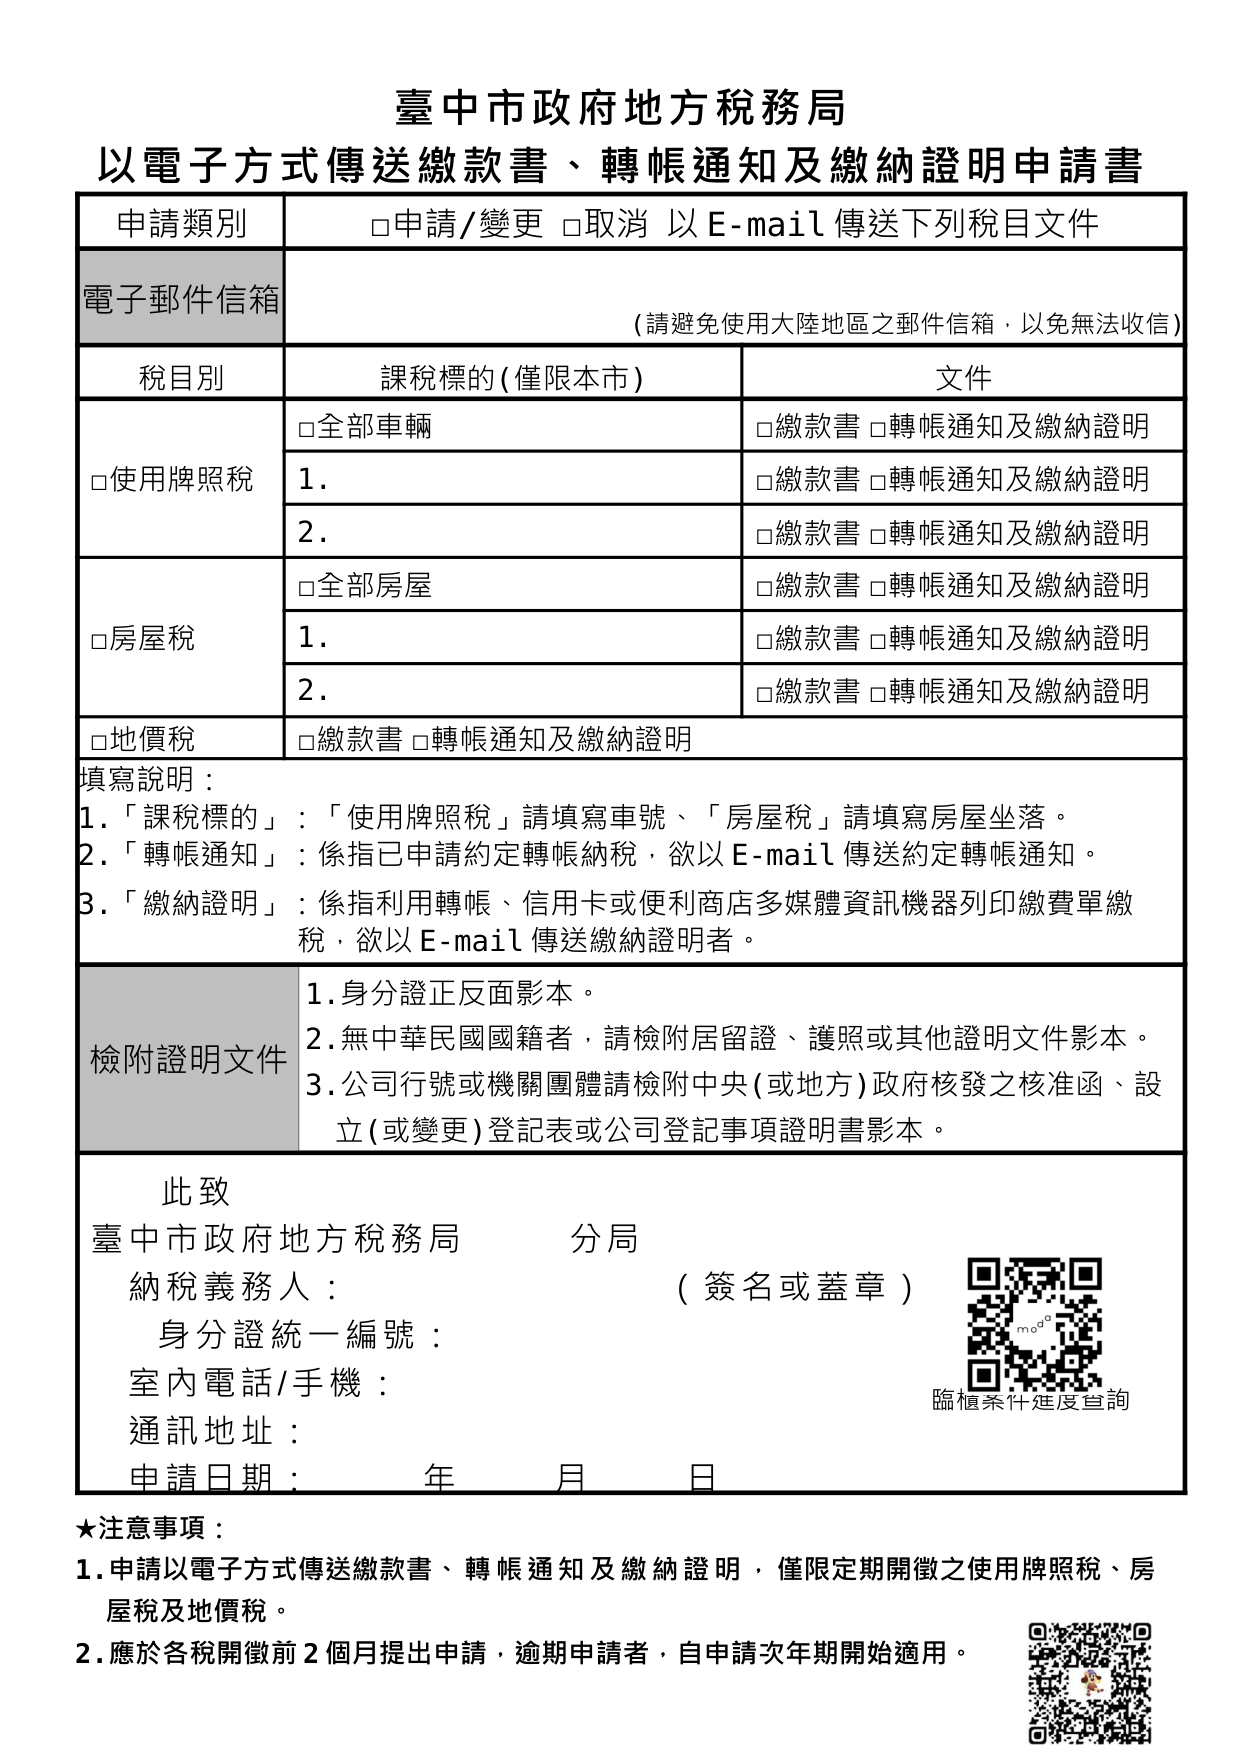 臺中市政府地方稅務局
以電子方式傳送繳款書、轉帳通知及繳納證明申請書
申請類別 □申請/變更 □取消 以 E-mail 傳送下列稅目文件
電子郵件信箱
(請避免使用大陸地區之郵件信箱，以免無法收信)
稅目別 課稅標的(僅限本市) 文件
□全部車輛 □繳款書 □轉帳通知及繳納證明
□使用牌照稅 1. □繳款書 □轉帳通知及繳納證明
2. □繳款書 □轉帳通知及繳納證明
□全部房屋 □繳款書 □轉帳通知及繳納證明
□房屋稅 1. □繳款書 □轉帳通知及繳納證明
2. □繳款書 □轉帳通知及繳納證明
□地價稅 □繳款書 □轉帳通知及繳納證明
填寫說明：
1.「課稅標的」：「使用牌照稅」請填寫車號、「房屋稅」請填寫房屋坐落。
2.「轉帳通知」：係指已申請約定轉帳納稅，欲以 E-mail 傳送約定轉帳通知。
3.「繳納證明」：係指利用轉帳、信用卡或便利商店多媒體資訊機器列印繳費單繳
稅，欲以 E-mail 傳送繳納證明者。
檢附證明文件
1.身分證正反面影本。
2.無中華民國國籍者，請檢附居留證、護照或其他證明文件影本。
3.公司行號或機關團體請檢附中央(或地方)政府核發之核准函、設
立(或變更)登記表或公司登記事項證明書影本。
此致
臺中市政府地方稅務局 分局
納稅義務人： (簽名或蓋章)
身分證統一編號：
moda
室內電話/手機：
臨櫃案件進度查詢
通訊地址：
申請日期： 年 月 日
★注意事項：
1.申請以電子方式傳送繳款書、轉帳通知及繳納證明，僅限定期開徵之使用牌照稅、房
屋稅及地價稅。
2.應於各稅開徵前 2 個月提出申請，逾期申請者，自申請次年期開始適用。